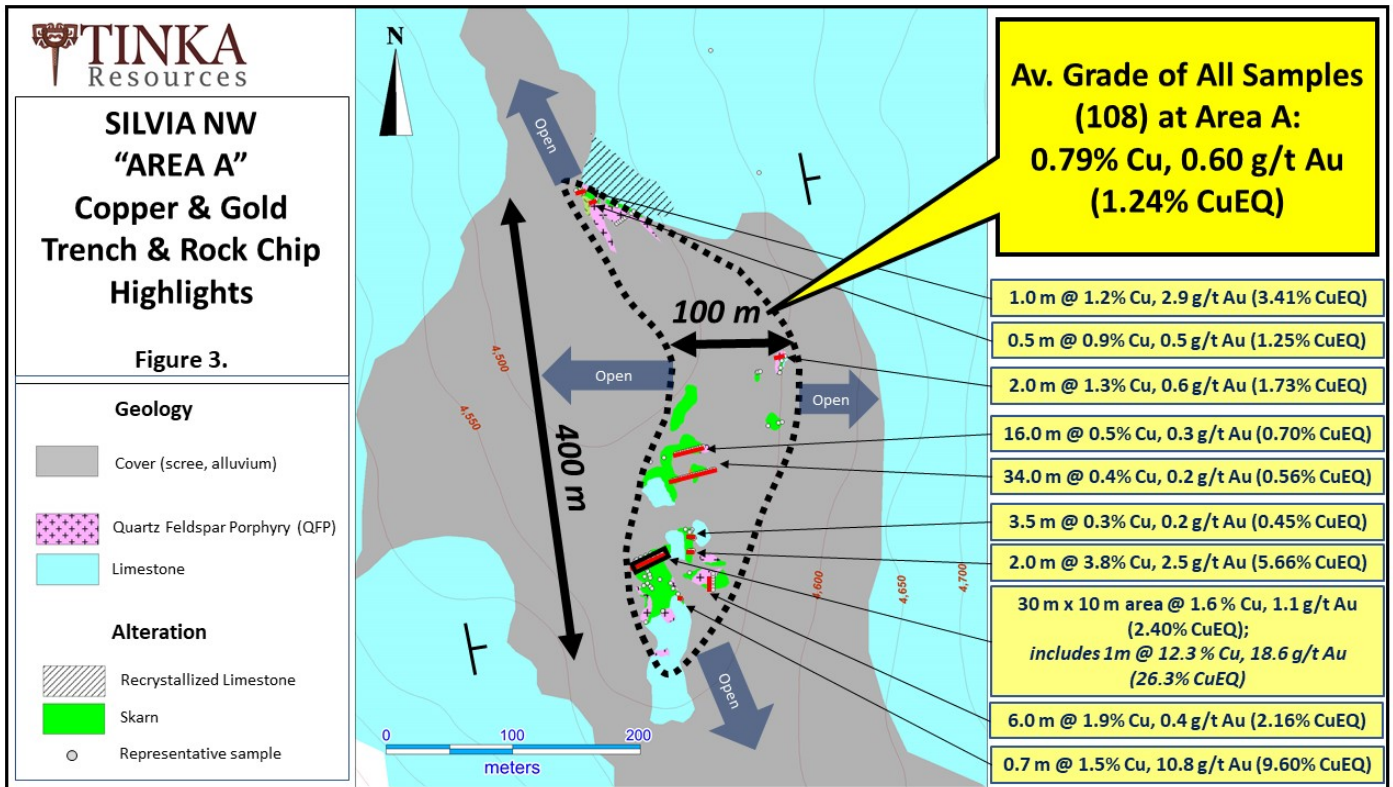 TINKA
Resources
SILVIA NW
“AREA A”
Copper & Gold
Trench & Rock Chip
Highlights
Figure 3.
Geology
Cover (scree, alluvium)
Quartz Feldspar Porphyry (QFP)
Limestone
Alteration
Recrystallized Limestone
Skarn
Representative sample
N
Open
100 m
Open
Open
400 m
Open
4,500
4,550
4,600
4,650
4,700
0 100 200
meters
Av. Grade of All Samples
(108) at Area A:
0.79% Cu, 0.60 g/t Au
(1.24% CuEQ)
1.0 m @ 1.2% Cu, 2.9 g/t Au (3.41% CuEQ)
0.5 m @ 0.9% Cu, 0.5 g/t Au (1.25% CuEQ)
2.0 m @ 1.3% Cu, 0.6 g/t Au (1.73% CuEQ)
16.0 m @ 0.5% Cu, 0.3 g/t Au (0.70% CuEQ)
34.0 m @ 0.4% Cu, 0.2 g/t Au (0.56% CuEQ)
3.5 m @ 0.3% Cu, 0.2 g/t Au (0.45% CuEQ)
2.0 m @ 3.8% Cu, 2.5 g/t Au (5.66% CuEQ)
30 m x 10 m area @ 1.6 % Cu, 1.1 g/t Au
(2.40% CuEQ);
includes 1m @ 12.3 % Cu, 18.6 g/t Au
(26.3% CuEQ)
6.0 m @ 1.9% Cu, 0.4 g/t Au (2.16% CuEQ)
0.7 m @ 1.5% Cu, 10.8 g/t Au (9.60% CuEQ)